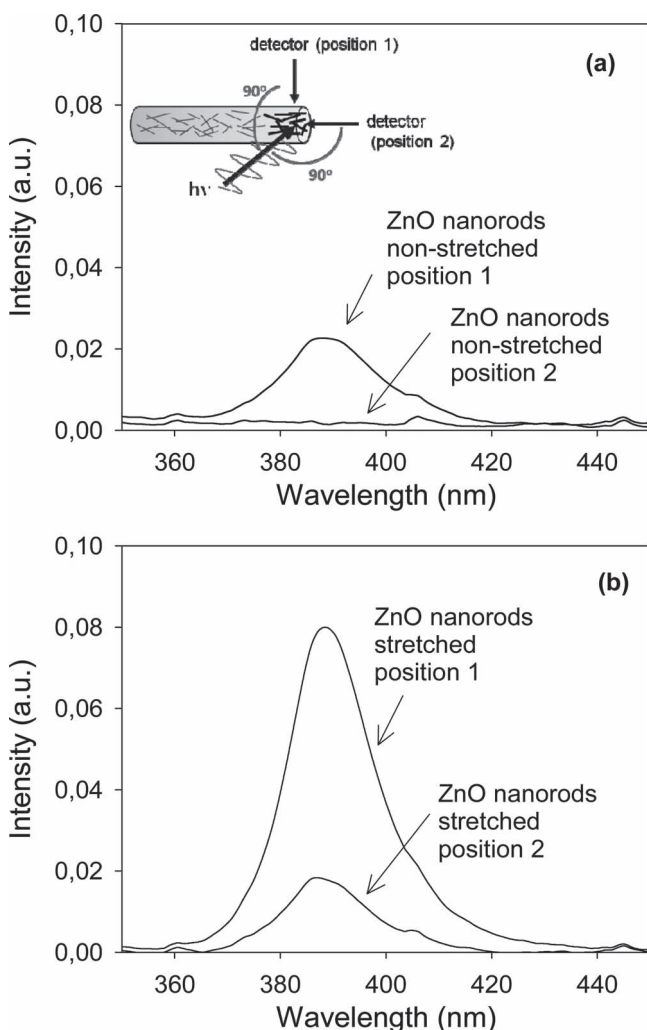 0,10
0,08
0,06
0,04
0,02
0,00
Intensity (a.u.)
(a)
detector (position 1)
90°
detector
(position 2)
90°
hν
ZnO nanorods
non-stretched
position 1
ZnO nanorods
non-stretched
position 2
360 380 400 420 440
Wavelength (nm)
0,10
0,08
0,06
0,04
0,02
0,00
Intensity (a.u.)
(b)
ZnO nanorods
stretched
position 1
ZnO nanorods
stretched
position 2
360 380 400 420 440
Wavelength (nm)